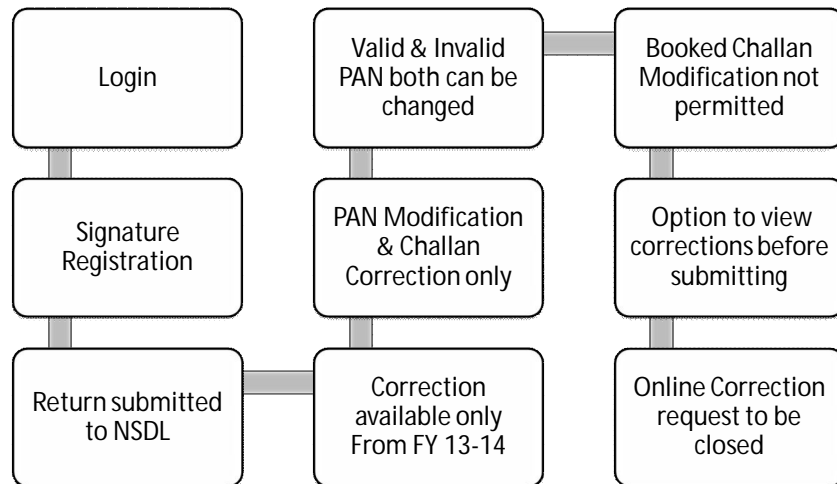 Login
Signature
Registration
Return submitted
to NSDL
Correction
available only
From FY 13-14
PAN Modification
& Challan
Correction only
Valid & Invalid
PAN both can be
changed
Booked Challan
Modification not
permitted
Option to view
corrections before
submitting
Online Correction
request to be
closed